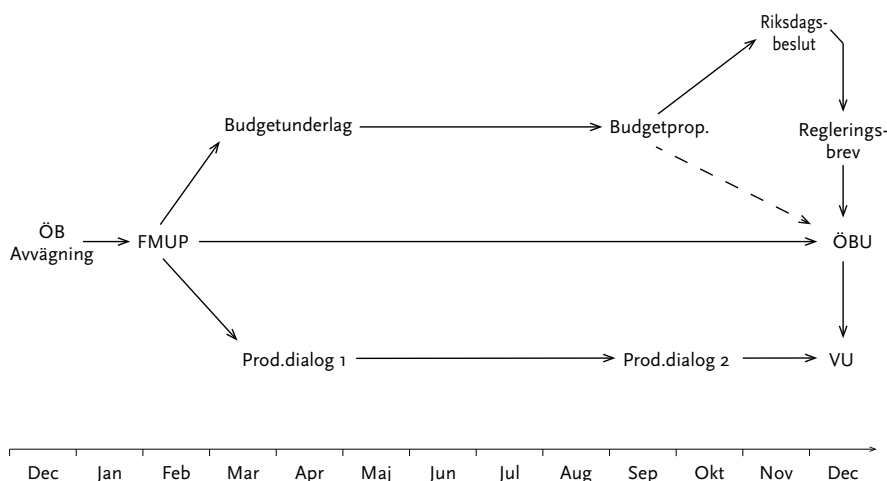 Riksdags-
beslut
Budgetunderlag
Budgetprop.
Reglerings-
brev
ÖB
Avvägning
FMUP
ÖBU
Prod.dialog 1
Prod.dialog 2
VU
Dec Jan Feb Mar Apr Maj Jun Jul Aug Sep Okt Nov Dec